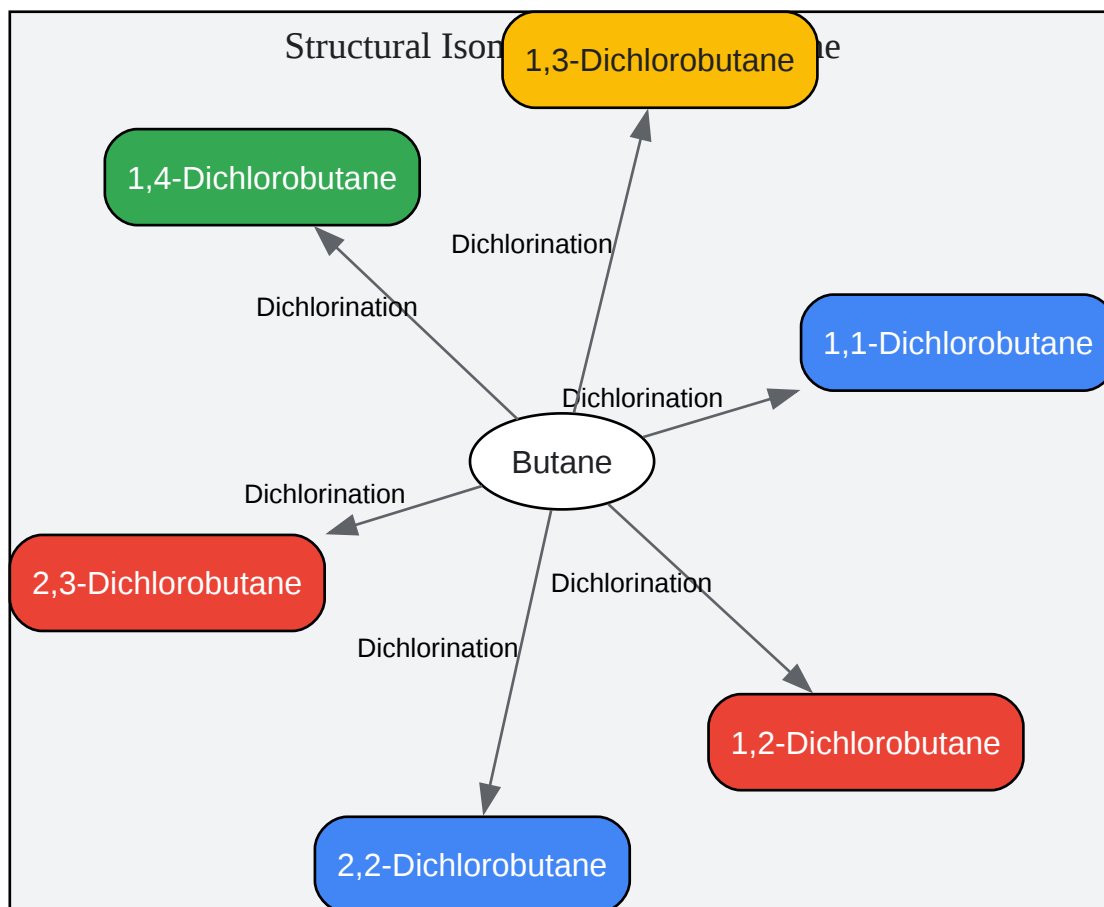 Structural Ison
ne
1,3-Dichlorobutane
1,4-Dichlorobutane
Dichlorination
Dichlorination
1,1-Dichlorobutane
Dichlorination
Butane
Dichlorination
2,3-Dichlorobutane
Dichlorination
Dichlorination
1,2-Dichlorobutane
2,2-Dichlorobutane